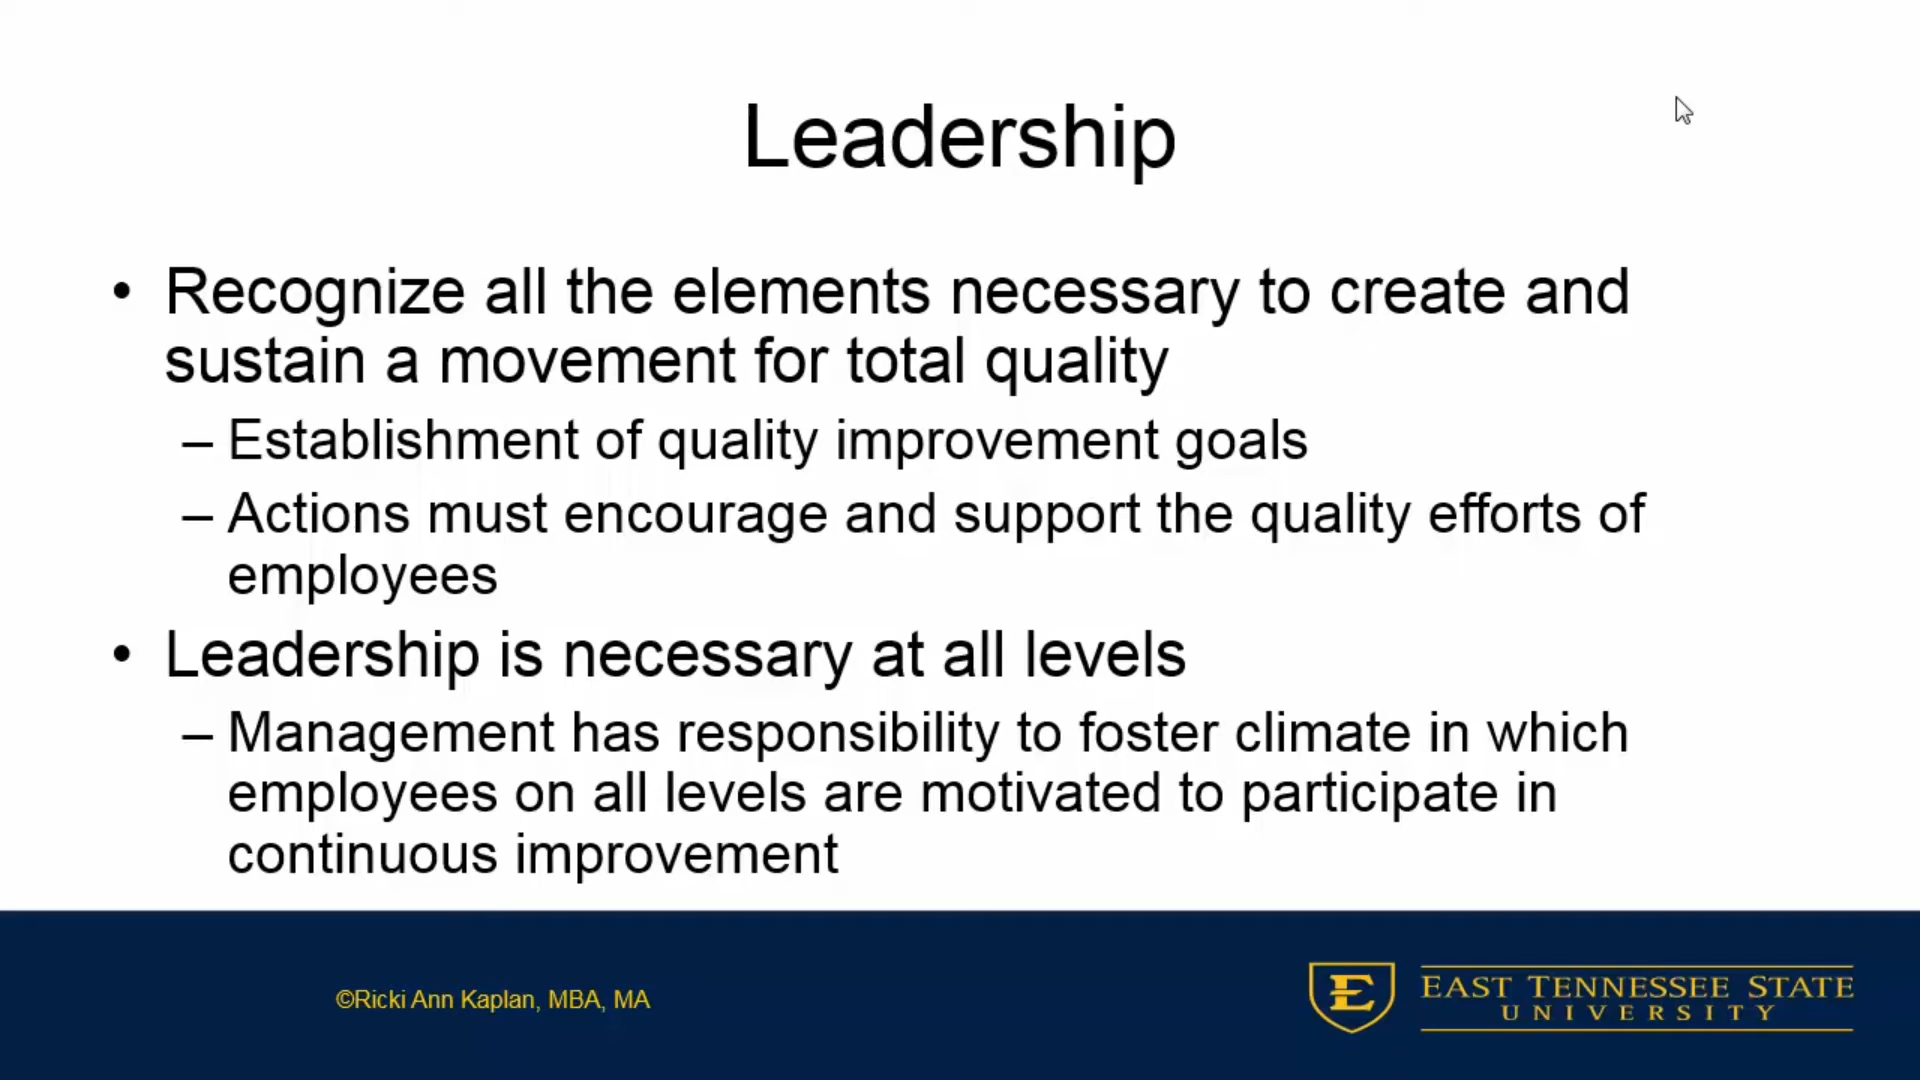 Leadership
• Recognize all the elements necessary to create and
sustain a movement for total quality
– Establishment of quality improvement goals
– Actions must encourage and support the quality efforts of
employees
• Leadership is necessary at all levels
– Management has responsibility to foster climate in which
employees on all levels are motivated to participate in
continuous improvement
©Ricki Ann Kaplan, MBA, MA
E
EAST TENNESSEE STATE
UNIVERSITY